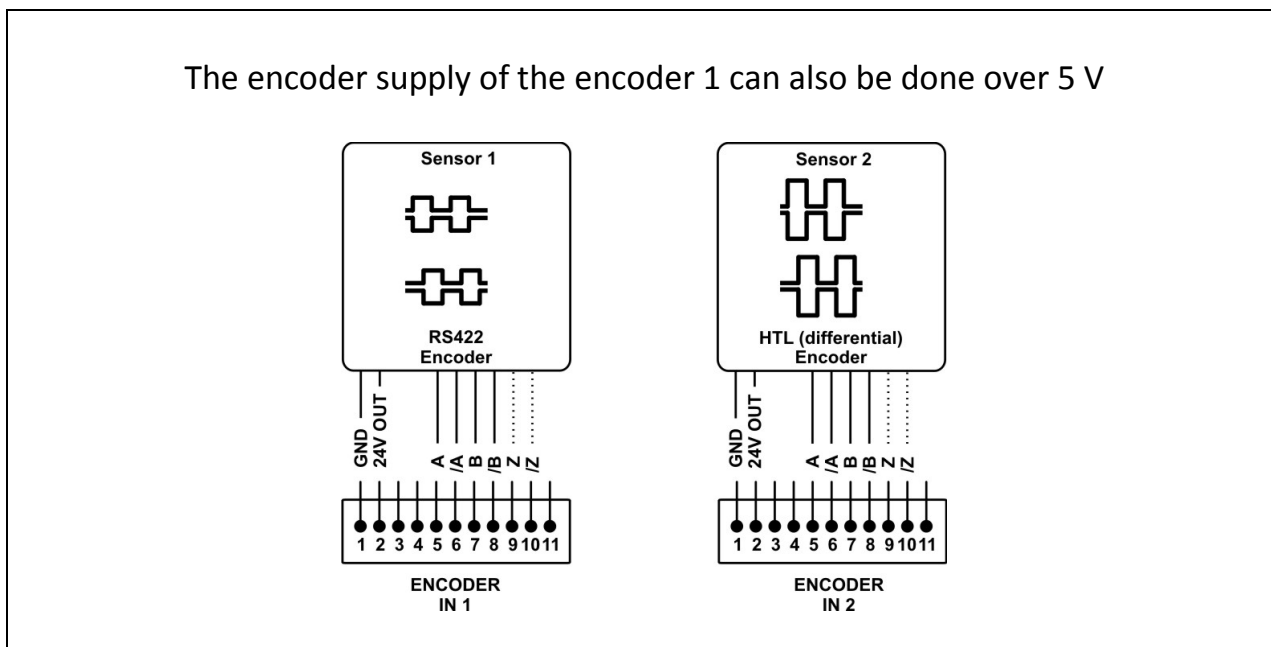 The encoder supply of the encoder 1 can also be done over 5 V
Sensor 1
RS422
Encoder
GND
24V OUT
A
/A
B
/B
Z
/Z
1 2 3 4 5 6 7 8 9 10 11
ENCODER
IN 1
Sensor 2
HTL (differential)
Encoder
GND
24V OUT
A
/A
B
/B
Z
/Z
1 2 3 4 5 6 7 8 9 10 11
ENCODER
IN 2